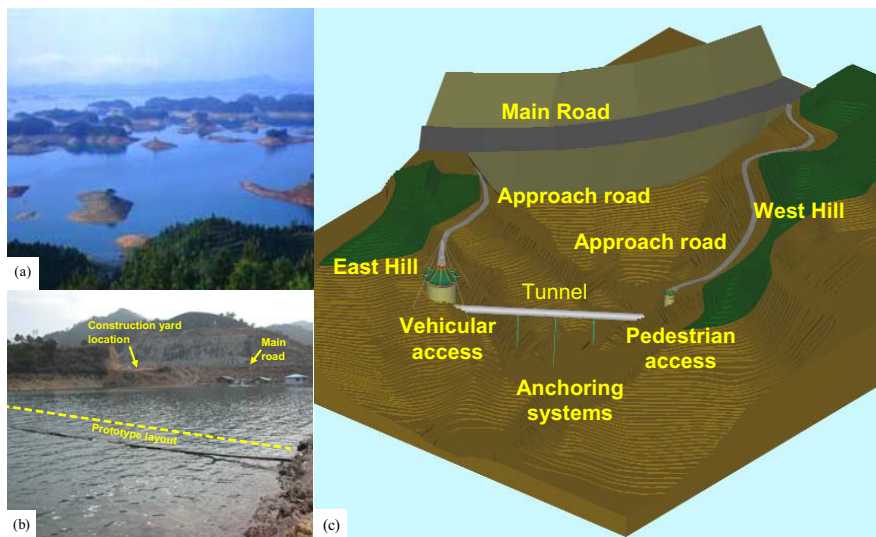 (a)
Construction yard
location
Main
road
Prototype layout
(b)
Main Road
Approach road
West Hill
Approach road
East Hill
Tunnel
Vehicular
access
Pedestrian
access
Anchoring
systems
(c)